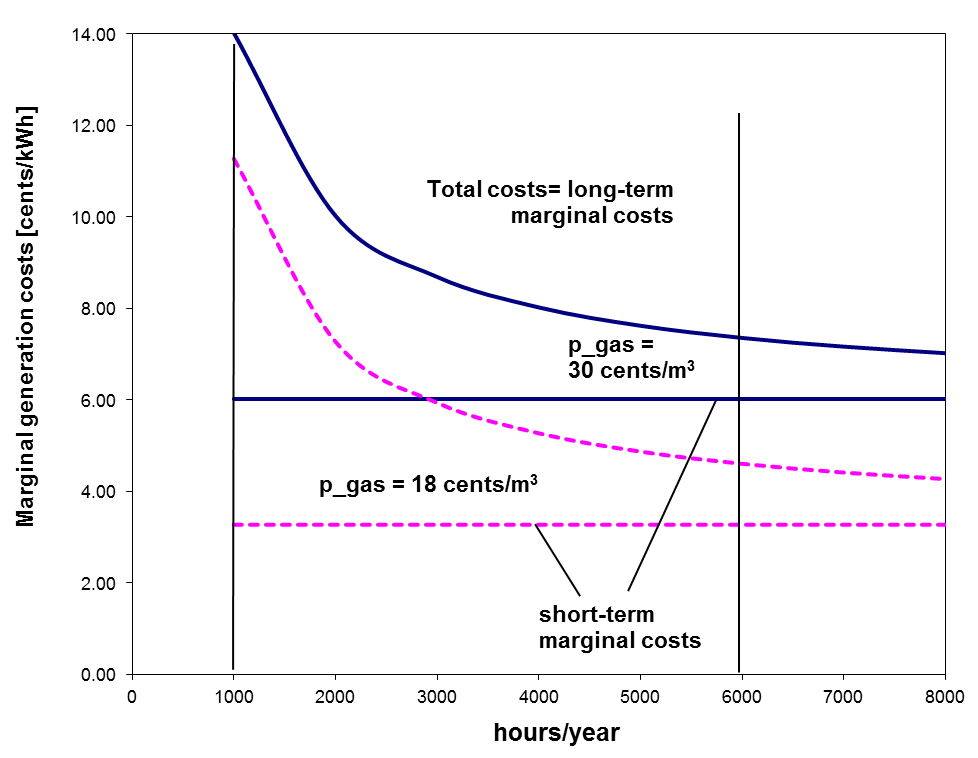 14.00
12.00
10.00
8.00
6.00
4.00
2.00
0.00
Marginal generation costs [cents/kWh]
Total costs= long-term
marginal costs
p_gas =
30 cents/m³
p_gas = 18 cents/m³
short-term
marginal costs
0 1000 2000 3000 4000 5000 6000 7000 8000
hours/year